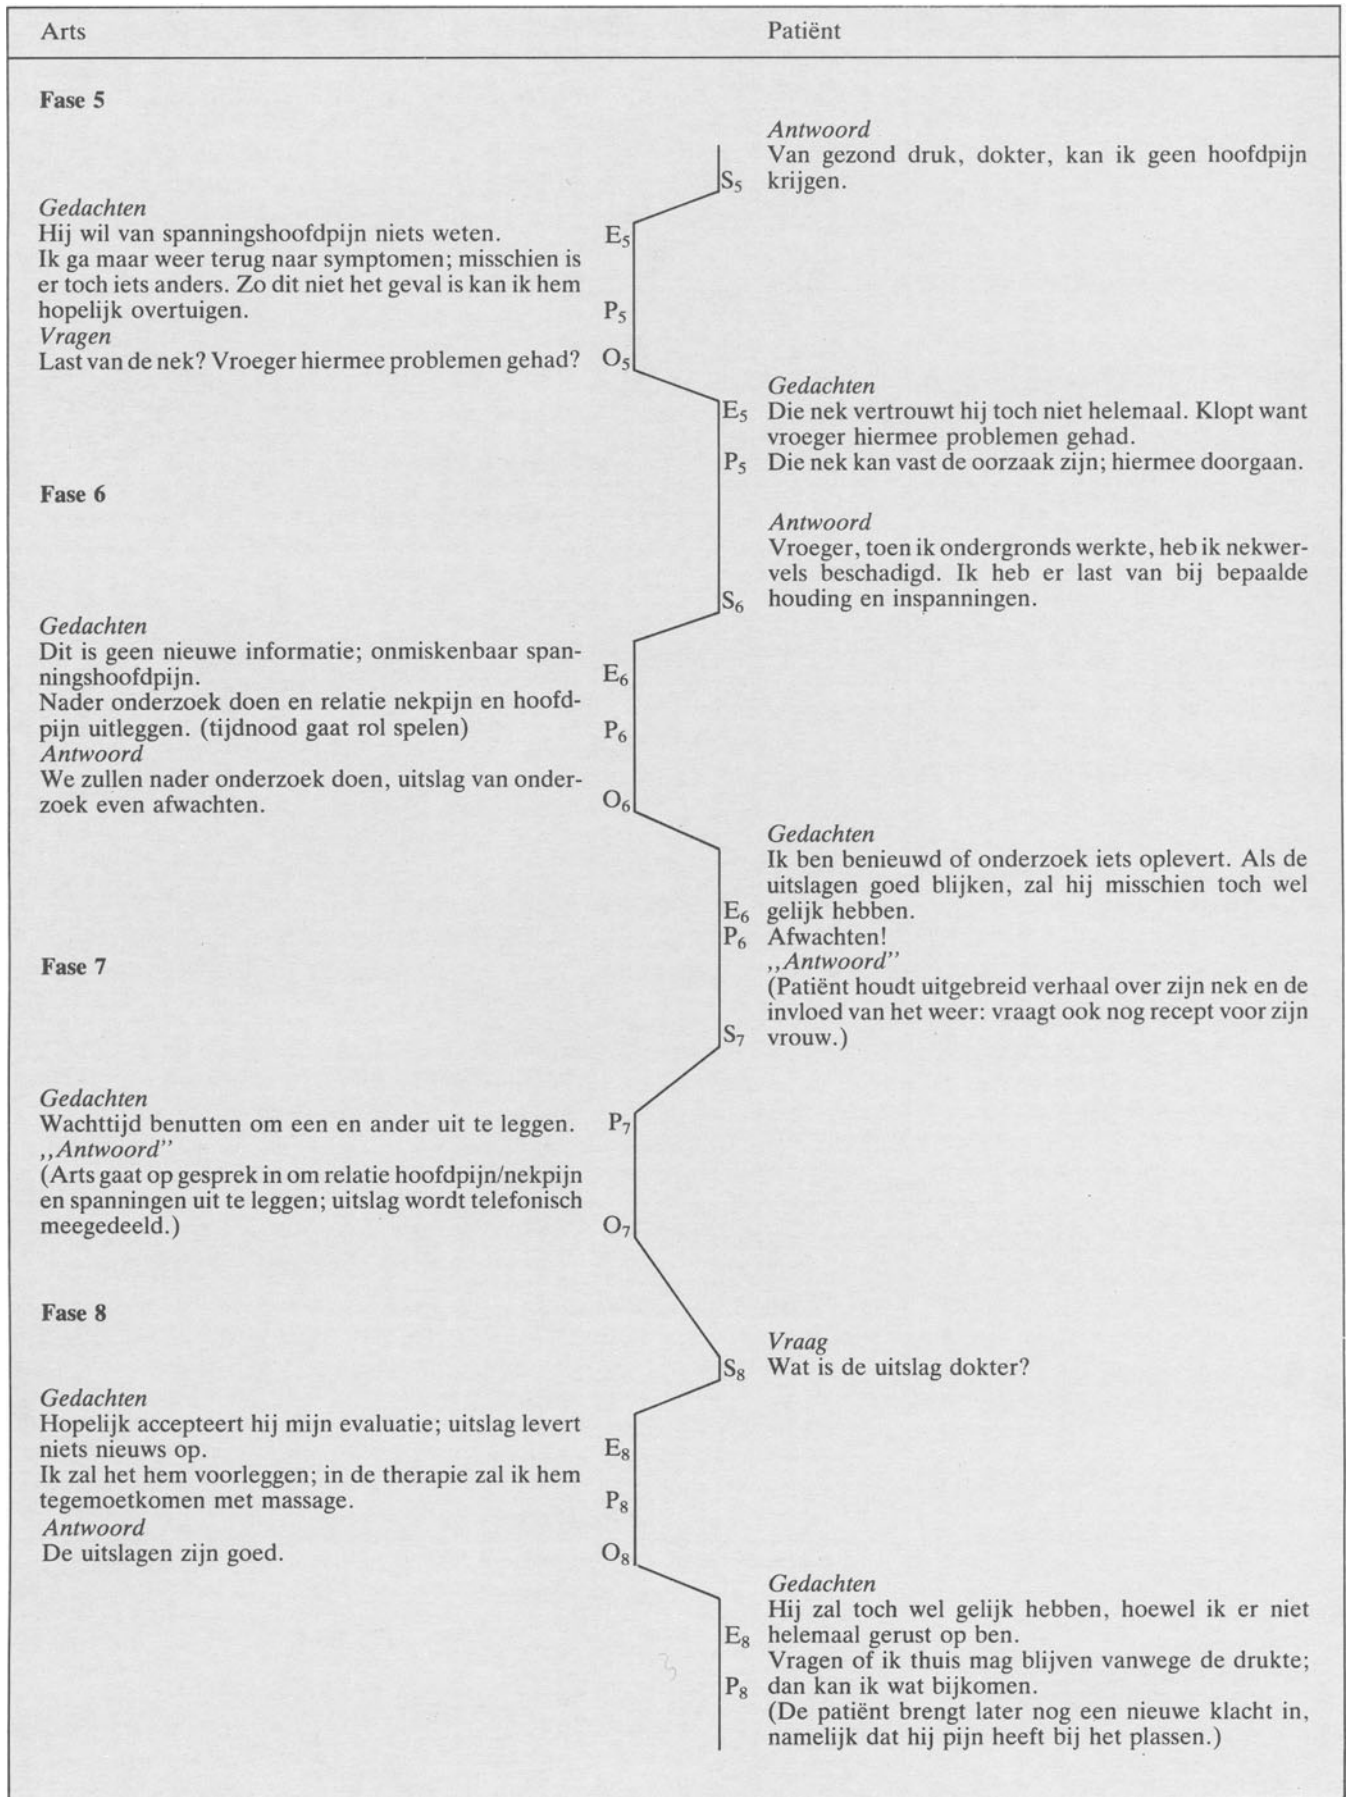 Arts
Patiënt
Fase 5
Antwoord
Van gezond druk, dokter, kan ik geen hoofdpijn
S5 krijgen.
Gedachten
Hij wil van spanningshoofdpijn niets weten. E5
Ik ga maar weer terug naar symptomen; misschien is
er toch iets anders. Zo dit niet het geval is kan ik hem
hopelijk overtuigen. P5
Vragen
Last van de nek? Vroeger hiermee problemen gehad? O5
Gedachten
E5 Die nek vertrouwt hij toch niet helemaal. Klopt want
vroeger hiermee problemen gehad.
P5 Die nek kan vast de oorzaak zijn; hiermee doorgaan.
Fase 6
Antwoord
Vroeger, toen ik ondergronds werkte, heb ik nekwer-
vels beschadigd. Ik heb er last van bij bepaalde
S6 houding en inspanningen.
Gedachten
Dit is geen nieuwe informatie; onmiskenbaar span-
ningshoofdpijn. E6
Nader onderzoek doen en relatie nekpijn en hoofd-
pijn uitleggen. (tijdnood gaat rol spelen) P6
Antwoord
We zullen nader onderzoek doen, uitslag van onder-
zoek even afwachten. O6
Gedachten
Ik ben benieuwd of onderzoek iets oplevert. Als de
uitslagen goed blijken, zal hij misschien toch wel
E6 gelijk hebben.
P6 Afwachten!
,,Antwoord’’
Fase 7
(Patiënt houdt uitgebreid verhaal over zijn nek en de
invloed van het weer: vraagt ook nog recept voor zijn
S7 vrouw.)
Gedachten
Wachttijd benutten om een en ander uit te leggen. P7
,,Antwoord’’
(Arts gaat op gesprek in om relatie hoofdpijn/nekpijn
en spanningen uit te leggen; uitslag wordt telefonisch
meegedeeld.) O7
Fase 8
Vraag
S8 Wat is de uitslag dokter?
Gedachten
Hopelijk accepteert hij mijn evaluatie; uitslag levert
niets nieuws op. E8
Ik zal het hem voorleggen; in de therapie zal ik hem
tegemoetkomen met massage. P8
Antwoord
De uitslagen zijn goed. O8
Gedachten
Hij zal toch wel gelijk hebben, hoewel ik er niet
E8 helemaal gerust op ben.
Vragen of ik thuis mag blijven vanwege de drukte;
P8 dan kan ik wat bijkomen.
(De patiënt brengt later nog een nieuwe klacht in,
namelijk dat hij pijn heeft bij het plassen.)